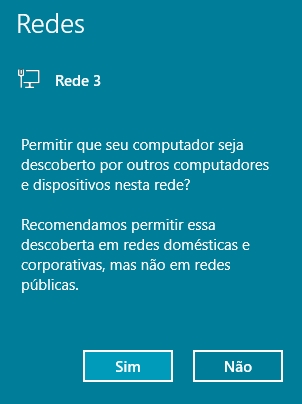 Redes
Rede 3
Permitir que seu computador seja
descoberto por outros computadores
e dispositivos nesta rede?
Recomendamos permitir essa
descoberta em redes domésticas e
corporativas, mas não em redes
públicas.
Sim
Não